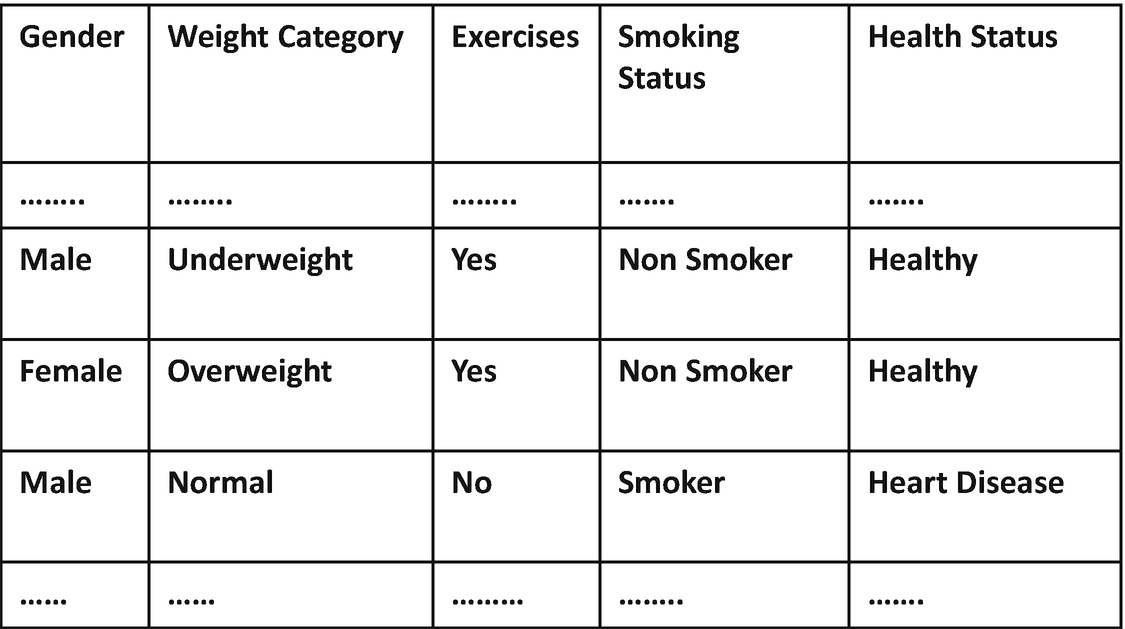 Gender Weight Category Exercises Smoking Status Health Status
…….. …….. …….. ……. …….
Male Underweight Yes Non Smoker Healthy
Female Overweight Yes Non Smoker Healthy
Male Normal No Smoker Heart Disease
…… …… ……… …….. …….